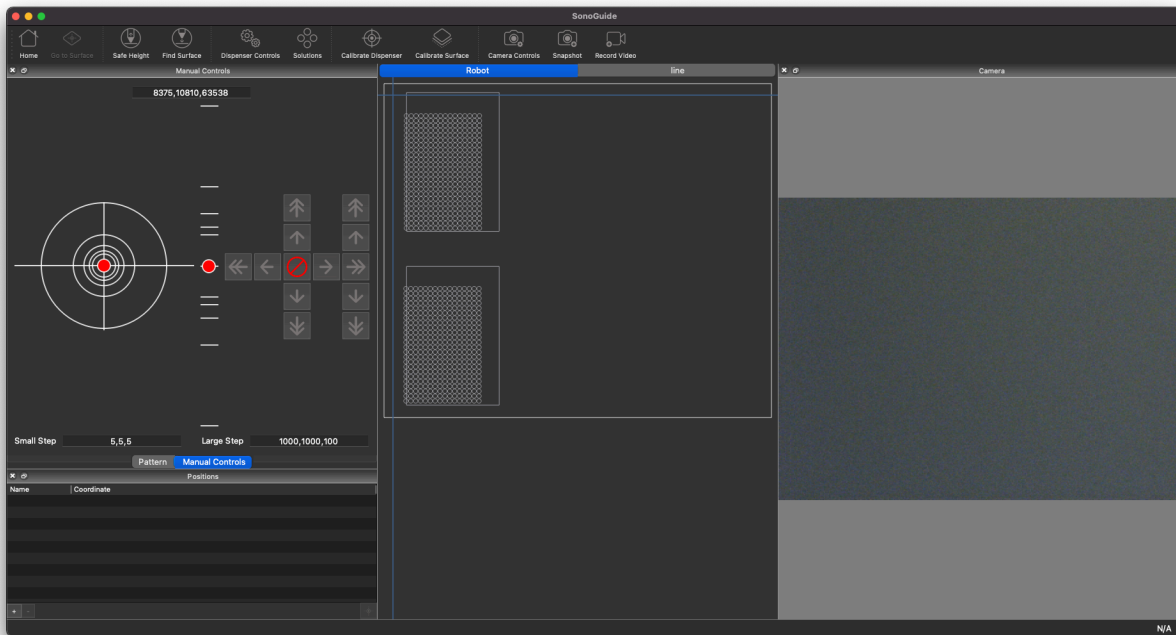 SonoGuide
Home
Go to Surface
Safe Height
Find Surface
Dispenser Controls
Solutions
Calibrate Dispenser
Calibrate Surface
Camera Controls
Snapshot
Record Video
Manual Controls
8375,10810,63538
Small Step 5,5,5 Large Step 1000,1000,100
Pattern Manual Controls
Positions
Name Coordinate
Robot line
Camera
N/A